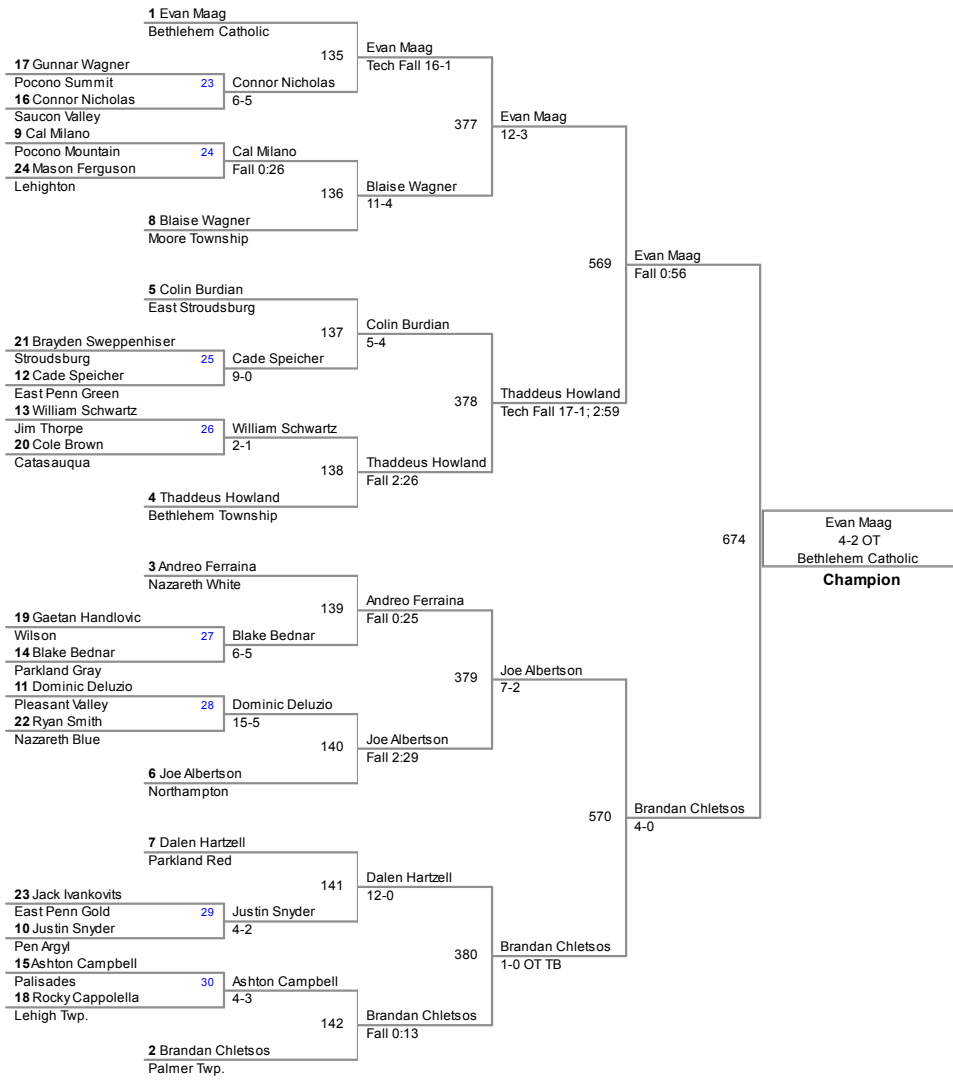 1 Evan Maag
Bethlehem Catholic
135
Evan Maag
Tech Fall 16-1
17 Gunnar Wagner
Pocono Summit
23
Connor Nicholas
16 Connor Nicholas
6-5
Saucon Valley
377
Evan Maag
12-3
9 Cal Milano
Pocono Mountain
24
Cal Milano
24 Mason Ferguson
Fall 0:26
Lehighton
136
Blaise Wagner
11-4
8 Blaise Wagner
Moore Township
569
Evan Maag
Fall 0:56
5 Colin Burdian
East Stroudsburg
137
Colin Burdian
5-4
21 Brayden Sweppenhiser
Stroudsburg
25
Cade Speicher
12 Cade Speicher
9-0
East Penn Green
378
Thaddeus Howland
Tech Fall 17-1; 2:59
13 William Schwartz
Jim Thorpe
26
William Schwartz
20 Cole Brown
2-1
Catasauqua
138
Thaddeus Howland
Fall 2:26
4 Thaddeus Howland
Bethlehem Township
674
Evan Maag
4-2 OT
Bethlehem Catholic
Champion
3 Andreo Ferraina
Nazareth White
139
Andreo Ferraina
Fall 0:25
19 Gaetan Handlovic
Wilson
27
Blake Bednar
14 Blake Bednar
6-5
Parkland Gray
379
Joe Albertson
7-2
11 Dominic Deluzio
Pleasant Valley
28
Dominic Deluzio
22 Ryan Smith
15-5
Nazareth Blue
140
Joe Albertson
Fall 2:29
6 Joe Albertson
Northampton
570
Brandan Chletsos
4-0
7 Dalen Hartzell
Parkland Red
141
Dalen Hartzell
12-0
23 Jack Ivankovits
East Penn Gold
29
Justin Snyder
10 Justin Snyder
4-2
Pen Argyl
380
Brandan Chletsos
1-0 OT TB
15 Ashton Campbell
Palisades
30
Ashton Campbell
18 Rocky Cappolella
4-3
Lehigh Twp.
142
Brandan Chletsos
Fall 0:13
2 Brandan Chletsos
Palmer Twp.